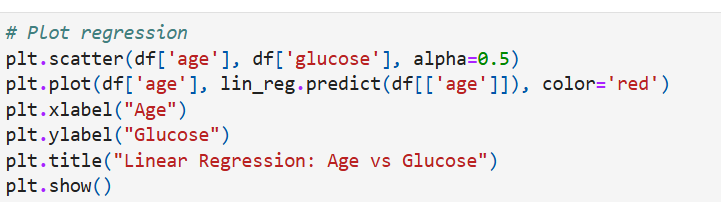 # Plot regression
plt.scatter(df['age'], df['glucose'], alpha=0.5)
plt.plot(df['age'], lin_reg.predict(df[['age']]), color='red')
plt.xlabel("Age")
plt.ylabel("Glucose")
plt.title("Linear Regression: Age vs Glucose")
plt.show()